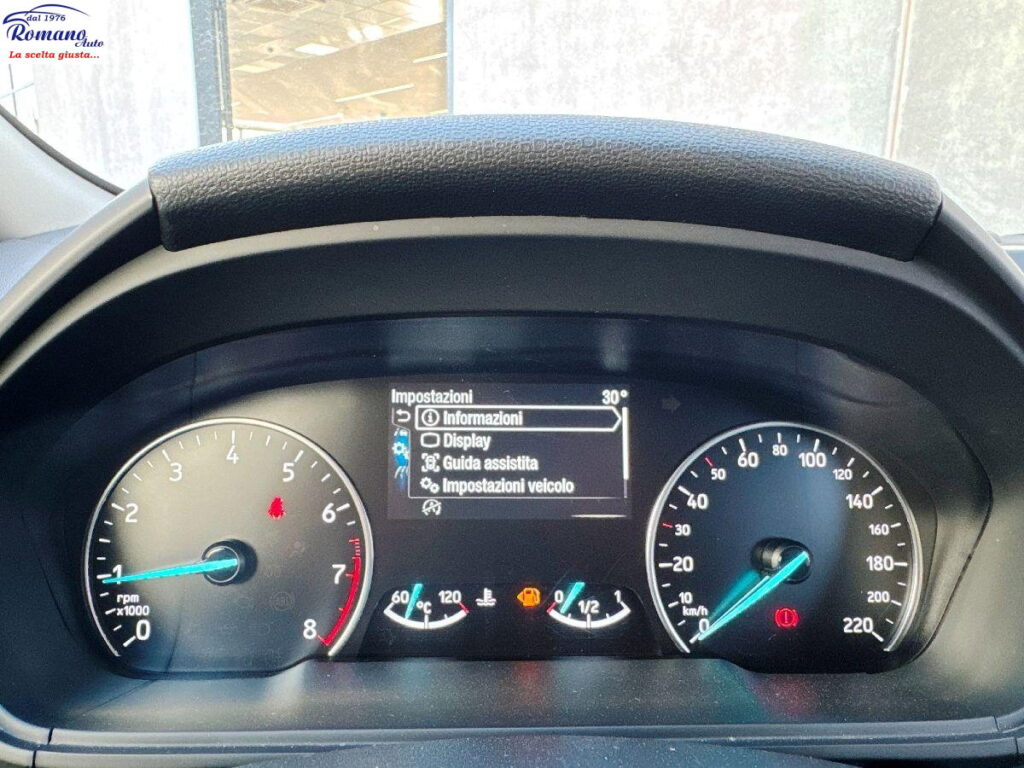 dal 1976
Romano Auto
La scelta giusta...
Impostazioni 30°
Informazioni
Display
Guida assistita
Impostazioni veicolo
0 1 2 3 4 5 6 7 8
rpm
x1000
60 °C 120
0 1/2 1
0 10 20 30 40 50 60 80 100 120 140 160 180 200 220
km/h